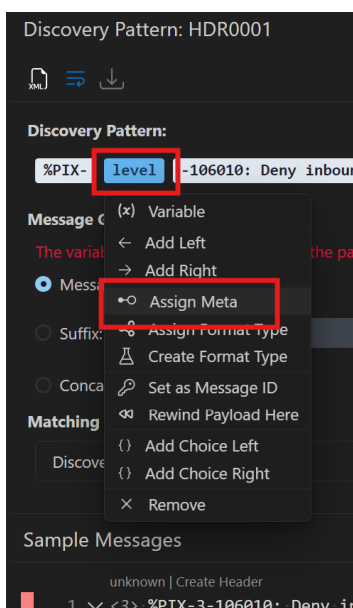 Discovery Pattern: HDR0001
XML
Discovery Pattern:
%PIX- level -106010: Deny inbour
Message
The varial the pa
(x) Variable
← Add Left
→ Add Right
Messa
Assign Meta
Suffix:
Assign Format Type
Create Format Type
Conca
Set as Message ID
Matching
Rewind Payload Here
{} Add Choice Left
Discove
{} Add Choice Right
× Remove
Sample Messages
unknown | Create Header
1 <3> %PIX-3-106010: Deny in